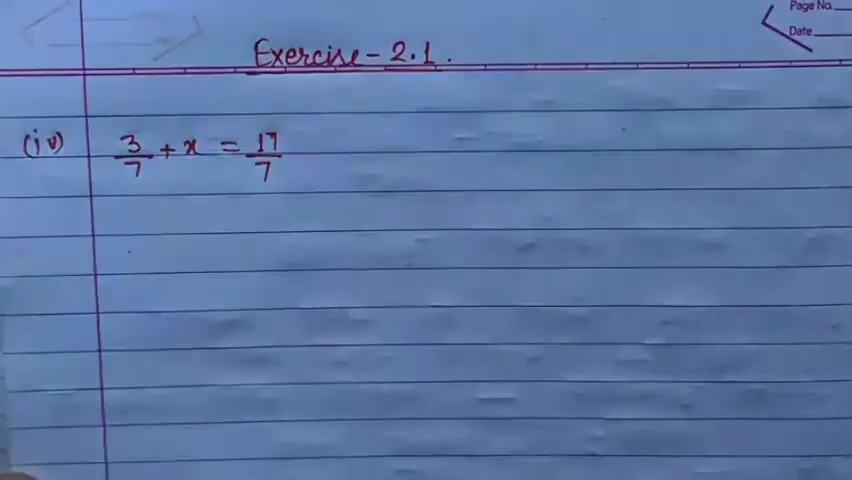 Page No.
Date
Exercise - 2.1.
(iv) 3/7 + x = 17/7